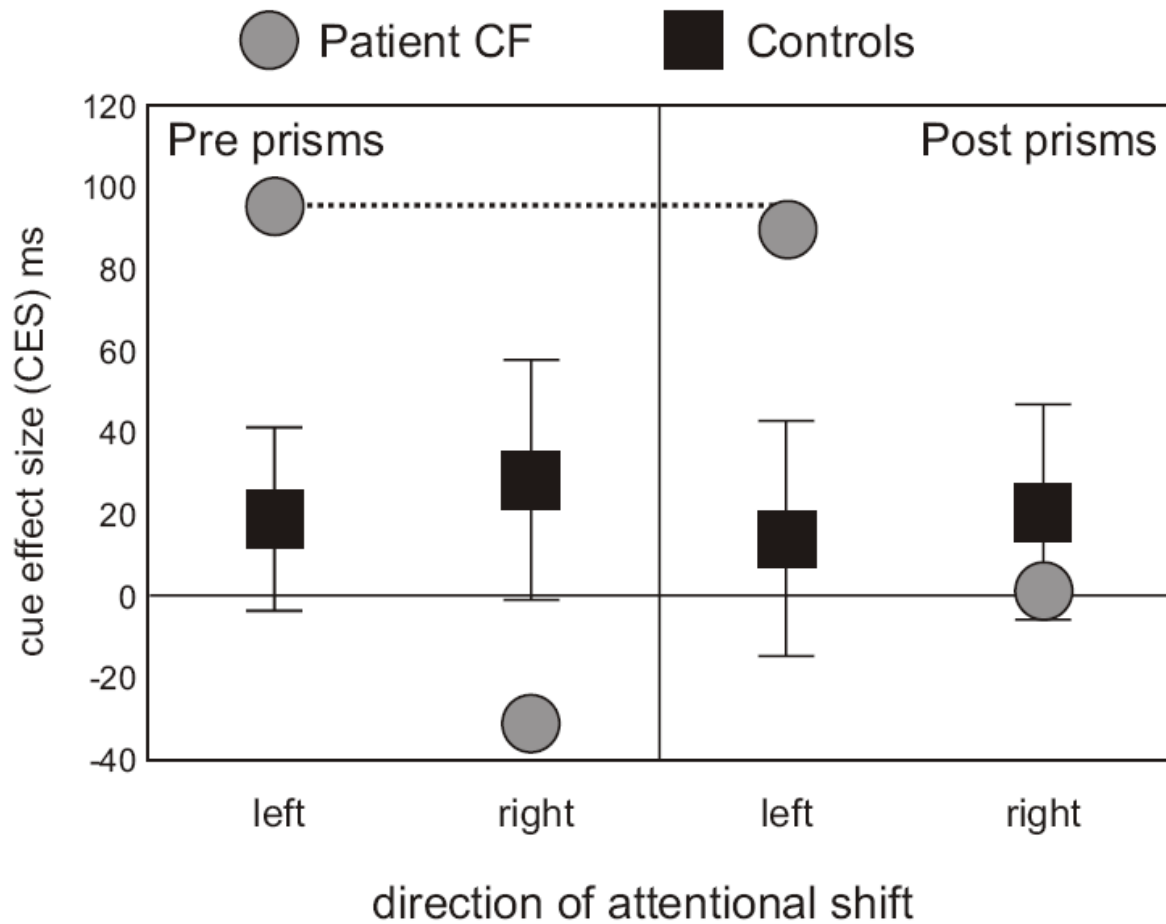 Patient CF
Controls
Pre prisms
Post prisms
120
100
80
60
40
20
0
-20
-40
cue effect size (CES) ms
left
right
left
right
direction of attentional shift